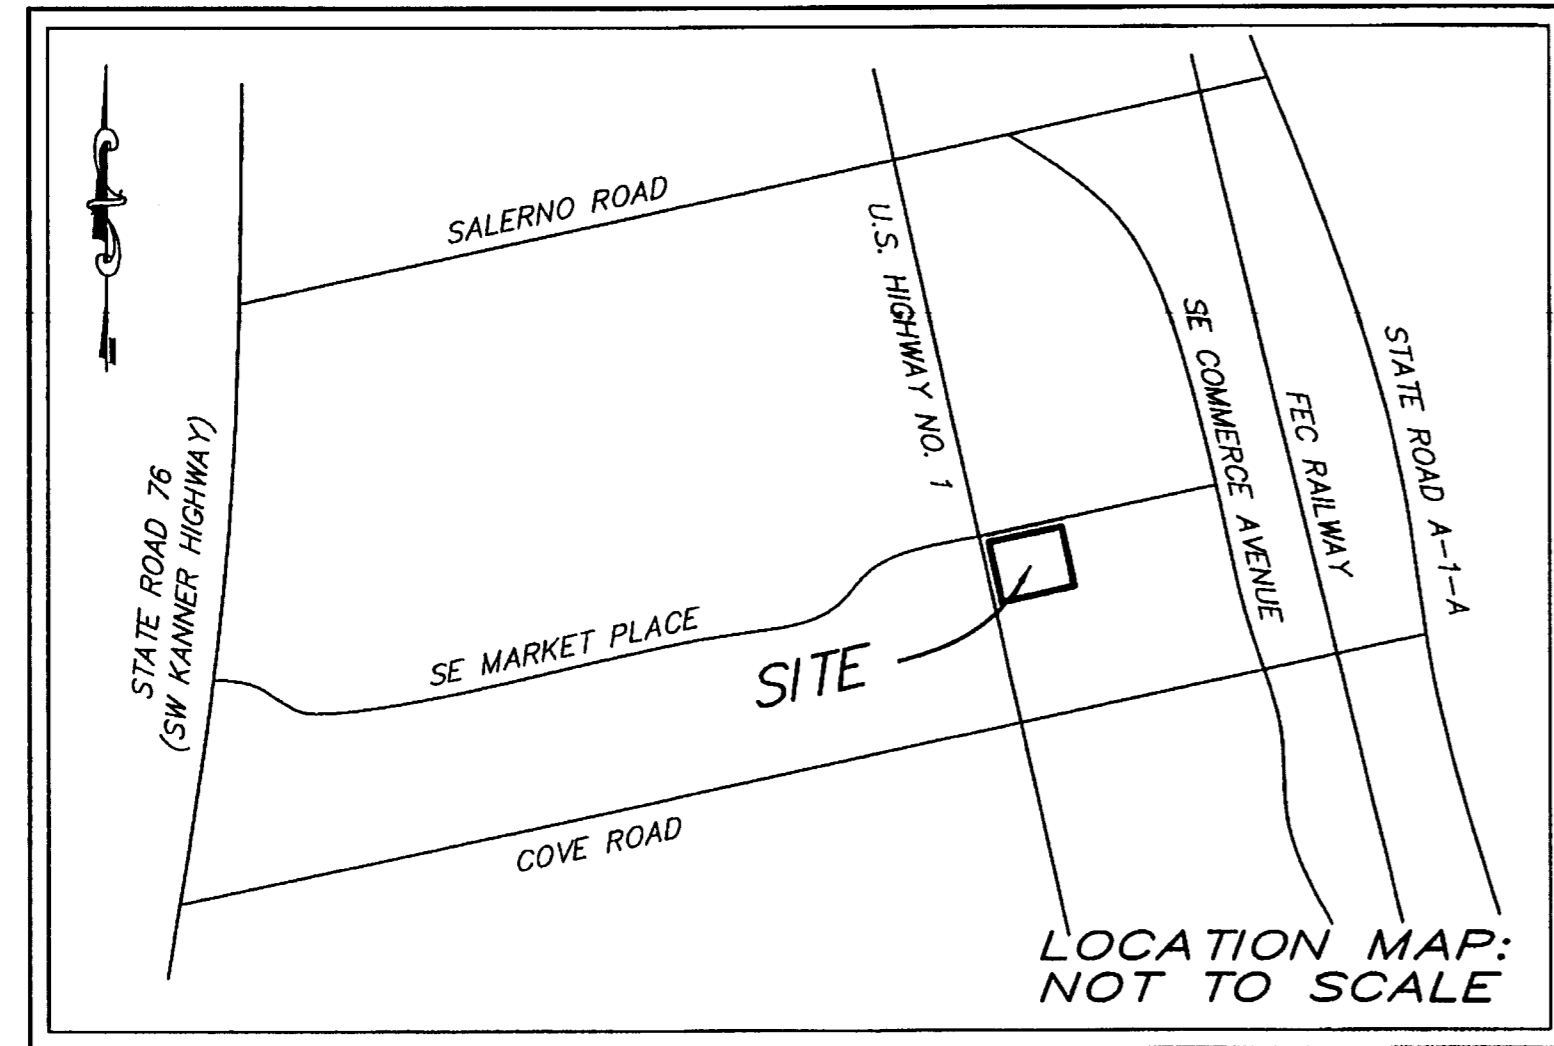 SALERNO ROAD
U.S. HIGHWAY NO. 1
SE COMMERCE AVENUE
FEC RAILWAY
STATE ROAD A-1-A
STATE ROAD 76
(SW KANNER HIGHWAY)
SE MARKET PLACE
SITE
COVE ROAD
LOCATION MAP:
NOT TO SCALE